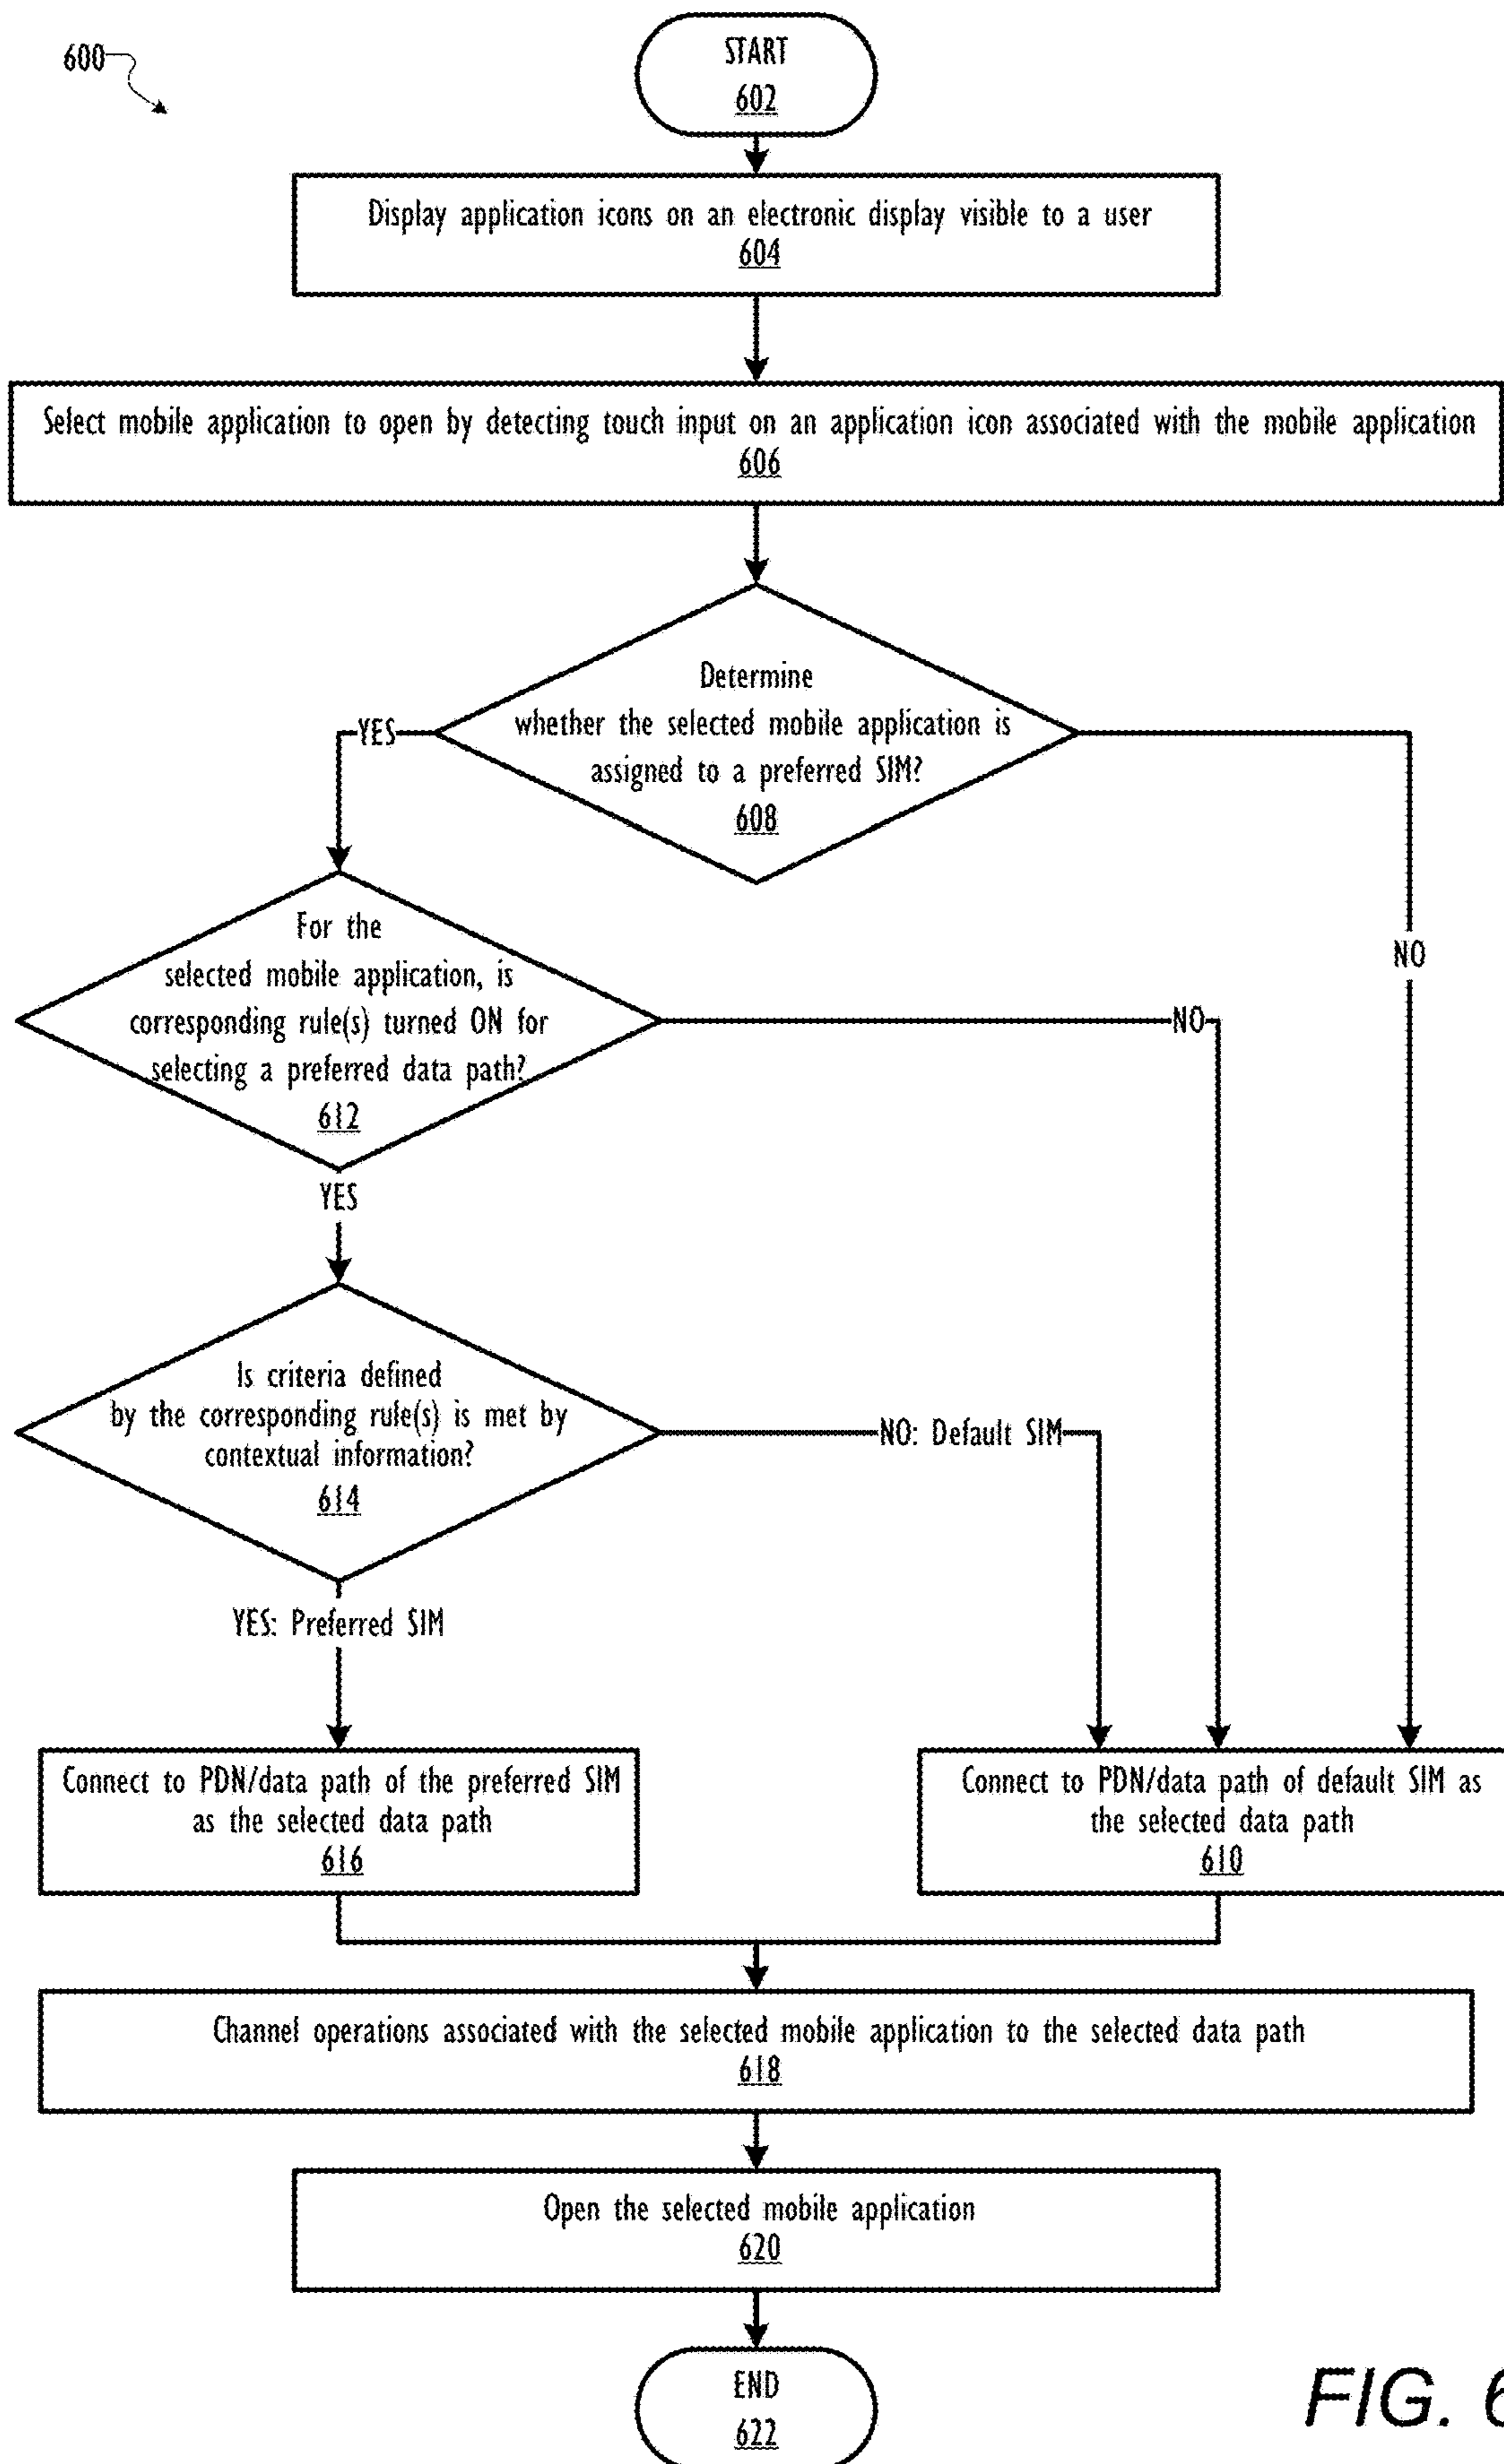 600
START
602
Display application icons on an electronic display visible to a user
604
Select mobile application to open by detecting touch input on an application icon associated with the mobile application
606
Determine
whether the selected mobile application is
assigned to a preferred SIM?
608
YES
NO
For the
selected mobile application, is
corresponding rule(s) turned ON for
selecting a preferred data path?
612
NO
YES
Is criteria defined
by the corresponding rule(s) is met by
contextual information?
614
NO: Default SIM
YES: Preferred SIM
Connect to PDN/data path of the preferred SIM
as the selected data path
616
Connect to PDN/data path of default SIM as
the selected data path
610
Channel operations associated with the selected mobile application to the selected data path
618
Open the selected mobile application
620
END
622
FIG. 6